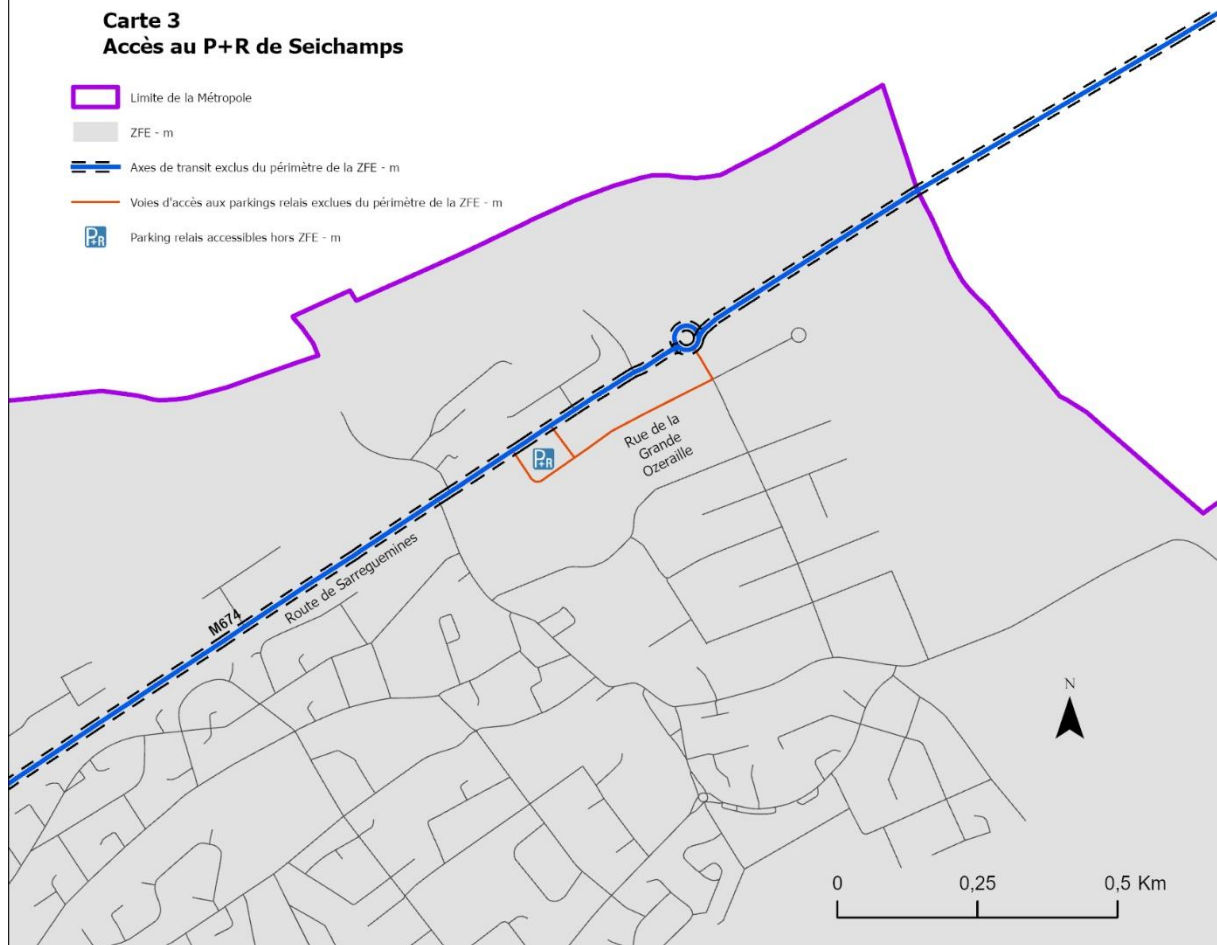 Carte 3
Accès au P+R de Seichamps
Limite de la Métropole
ZFE - m
Axes de transit exclus du périmètre de la ZFE - m
Voies d'accès aux parkings relais exclues du périmètre de la ZFE - m
P+R
Parking relais accessibles hors ZFE - m
Rue de la
Grande
Ozeraille
P+R
Route de Sarreguemines
M674
N
0
0,25
0,5 Km